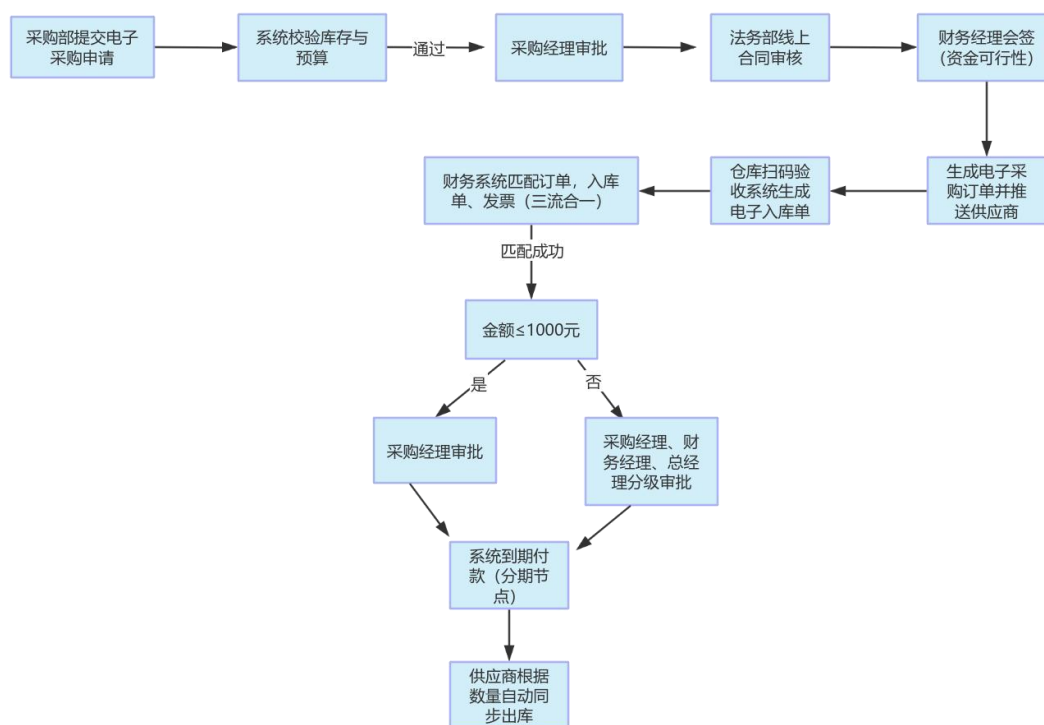 采购部提交电子
采购申请
系统校验库存与
预算
通过
采购经理审批
法务部线上
合同审核
财务经理会签
（资金可行性）
生成电子采
购订单并推
送供应商
仓库扫码验
收系统生成
电子入库单
财务系统匹配订单，入库
单、发票（三流合一）
匹配成功
金额≤1000元
是
否
采购经理审批
采购经理、财
务经理、总经
理分级审批
系统到期付
款（分期节
点）
供应商根据
数量自动同
步出库